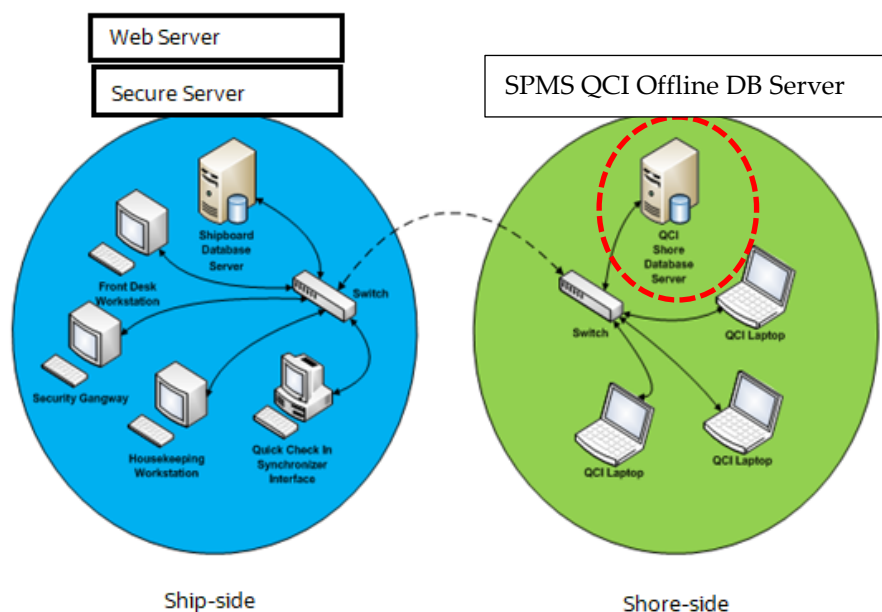 Web Server
Secure Server
SPMS QCI Offline DB Server
Shipboard
Database
Server
Front Desk
Workstation
Switch
Security Gangway
Housekeeping
Workstation
Quick Check In
Synchronizer
Interface
QCI
Shore
Database
Server
Switch
QCI Laptop
QCI Laptop
QCI Laptop
Ship-side
Shore-side